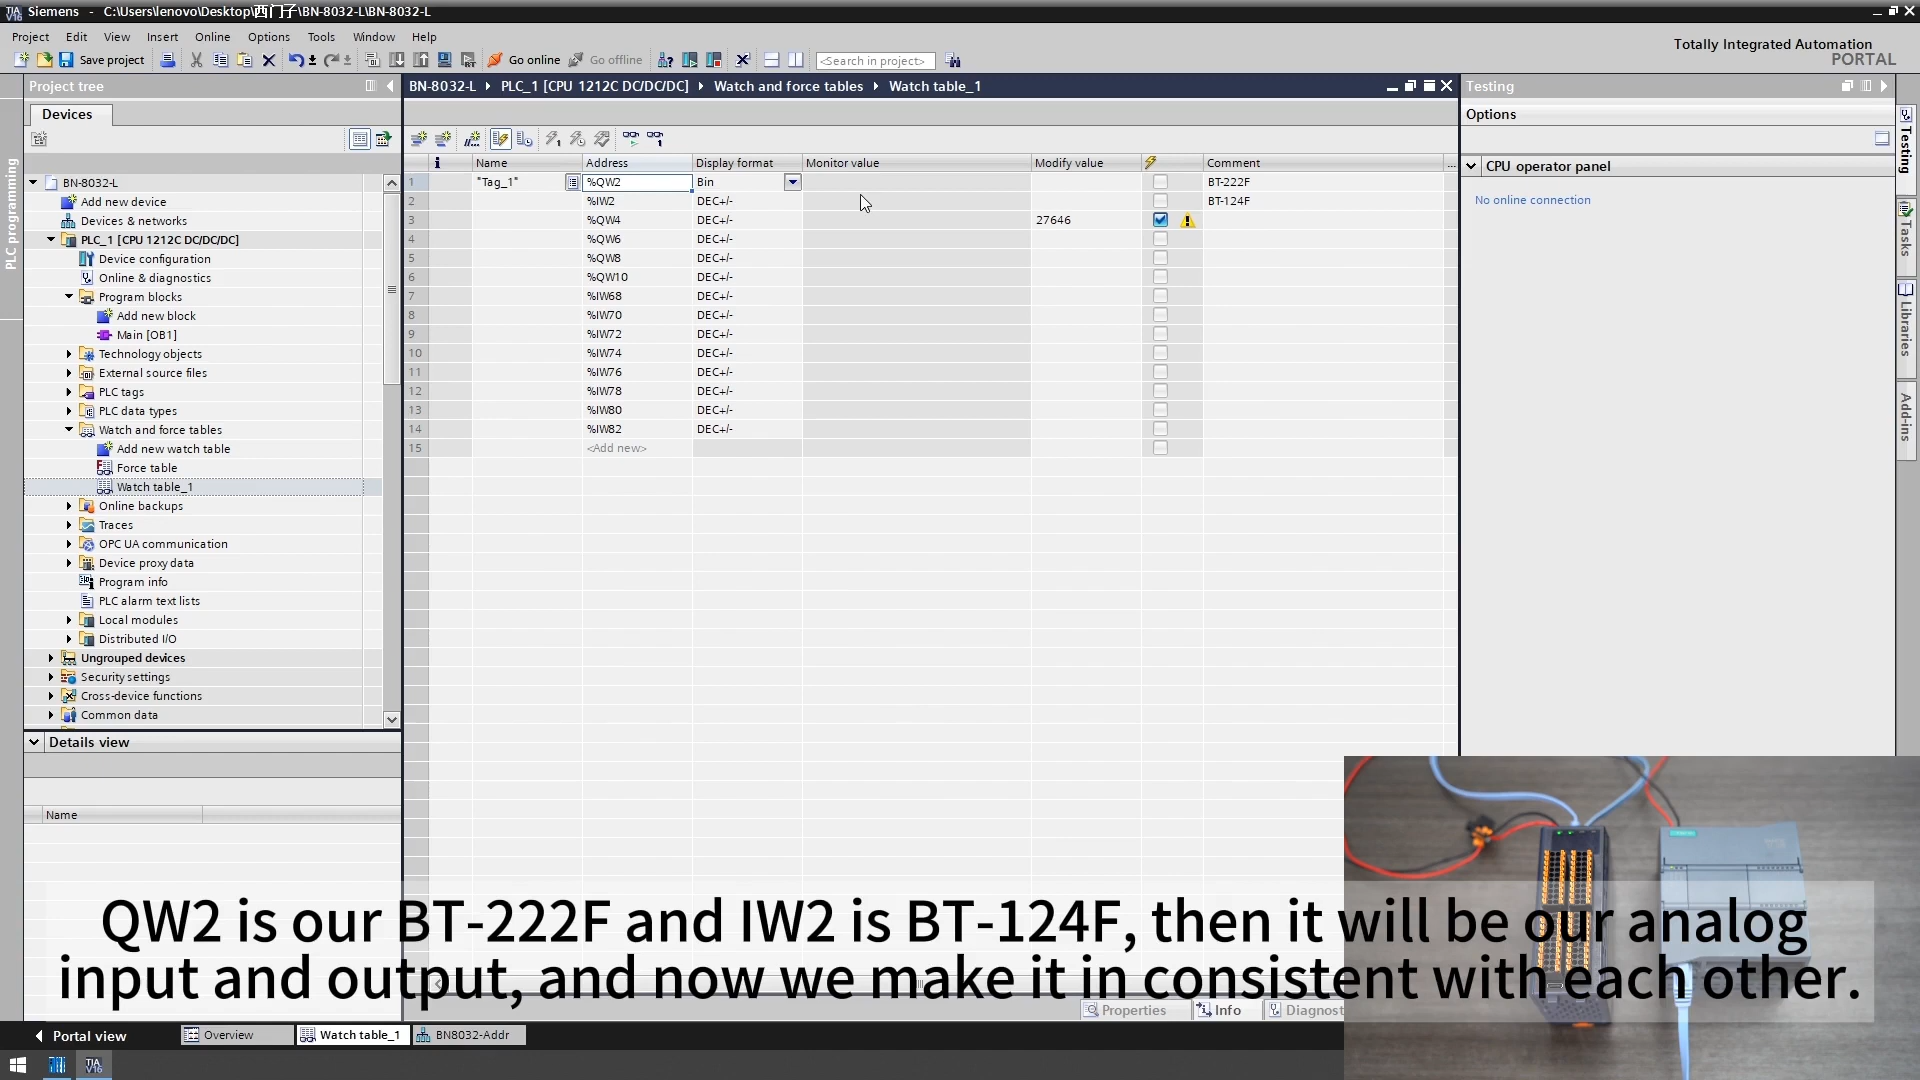 Siemens - C:\Users\lenovo\Desktop\西门子\BN-8032-L\BN-8032-L
Project Edit View Insert Online Options Tools Window Help
Totally Integrated Automation
PORTAL
Save project Go online Go offline <Search in project>
Project tree
BN-8032-L PLC_1 [CPU 1212C DC/DC/DC] Watch and force tables Watch table_1
Testing
Devices
Options
PLC programming
Name Address Display format Monitor value Modify value Comment ...
1 "Tag_1" %QW2 Bin BT-222F
2 %IW2 DEC+/- BT-124F
3 %QW4 DEC+/- 27646
4 %QW6 DEC+/-
5 %QW8 DEC+/-
6 %QW10 DEC+/-
7 %IW68 DEC+/-
8 %IW70 DEC+/-
9 %IW72 DEC+/-
10 %IW74 DEC+/-
11 %IW76 DEC+/-
12 %IW78 DEC+/-
13 %IW80 DEC+/-
14 %IW82 DEC+/-
15 <Add new>
BN-8032-L
Add new device
Devices & networks
PLC_1 [CPU 1212C DC/DC/DC]
Device configuration
Online & diagnostics
Program blocks
Add new block
Main [OB1]
Technology objects
External source files
PLC tags
PLC data types
Watch and force tables
Add new watch table
Force table
Watch table_1
Online backups
Traces
OPC UA communication
Device proxy data
Program info
PLC alarm text lists
Local modules
Distributed I/O
Ungrouped devices
Security settings
Cross-device functions
Common data
Details view
Name
CPU operator panel
No online connection
Testing
Tasks
Libraries
Add-ins
QW2 is our BT-222F and IW2 is BT-124F, then it will be our analog
input and output, and now we make it in consistent with each other.
Properties Info Diagnost
Portal view Overview Watch table_1 BN8032-Addr
TIA
V16